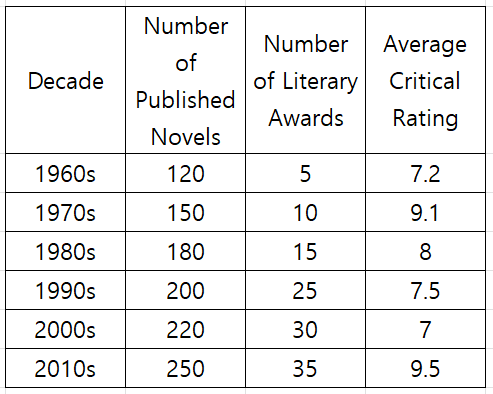 Decade
Number
of
Published
Novels
Number
of Literary
Awards
Average
Critical
Rating
1960s 120 5 7.2
1970s 150 10 9.1
1980s 180 15 8
1990s 200 25 7.5
2000s 220 30 7
2010s 250 35 9.5